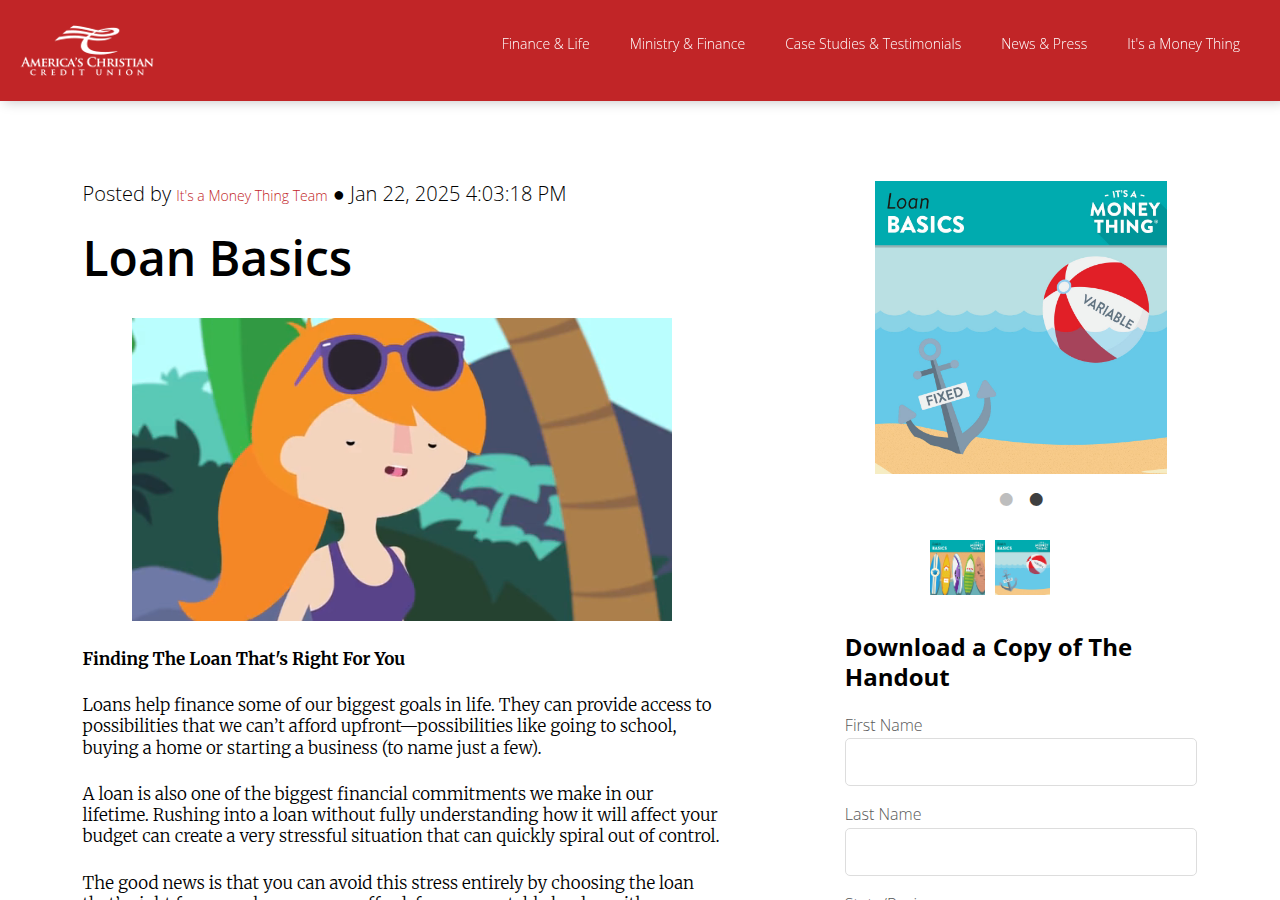 AMERICA'S CHRISTIAN
CREDIT UNION
Finance & Life
Ministry & Finance
Case Studies & Testimonials
News & Press
It's a Money Thing
Posted by It's a Money Thing Team ● Jan 22, 2025 4:03:18 PM
Loan Basics
Finding The Loan That's Right For You
Loans help finance some of our biggest goals in life. They can provide access to
possibilities that we can’t afford upfront—possibilities like going to school,
buying a home or starting a business (to name just a few).
A loan is also one of the biggest financial commitments we make in our
lifetime. Rushing into a loan without fully understanding how it will affect your
budget can create a very stressful situation that can quickly spiral out of control.
The good news is that you can avoid this stress entirely by choosing the loan
Loan
BASICS
IT'S A
MONEY
THING®
VARIABLE
FIXED
Download a Copy of The
Handout
First Name
Last Name